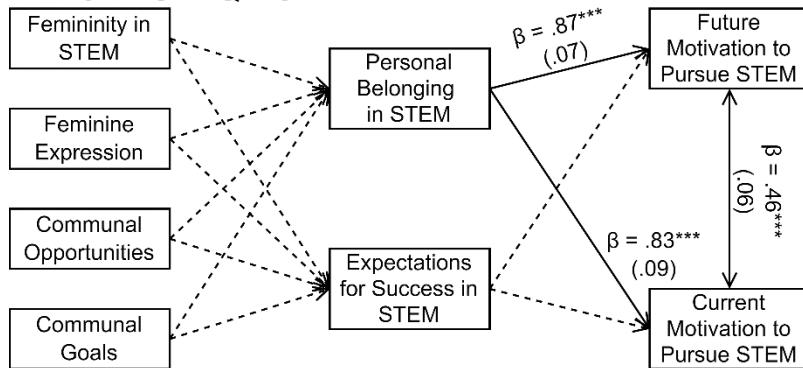 Femininity in
STEM
Feminine
Expression
Communal
Opportunities
Communal
Goals
Personal
Belonging
in STEM
Expectations
for Success in
STEM
β = .87***
(.07)
β = .83***
(.09)
Future
Motivation to
Pursue STEM
β = .46***
(.06)
Current
Motivation to
Pursue STEM